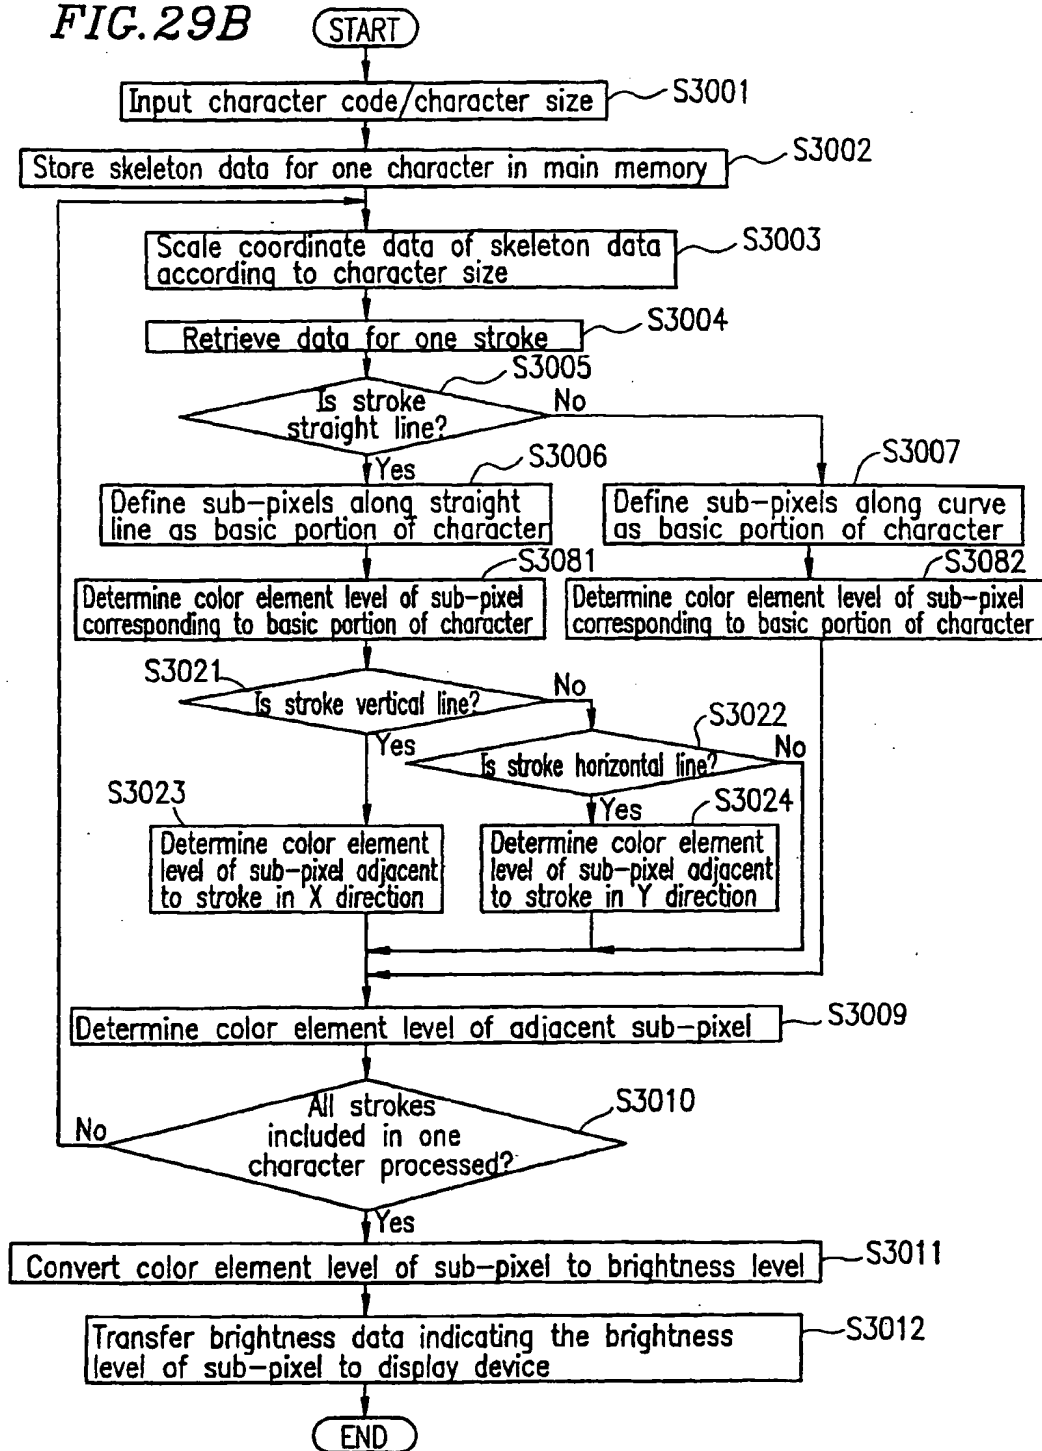 FIG.29B
START
Input character code/character size
S3001
Store skeleton data for one character in main memory
S3002
Scale coordinate data of skeleton data
according to character size
S3003
Retrieve data for one stroke
S3004
S3005
Is stroke
straight line?
No
Yes
S3006
S3007
Define sub-pixels along straight
line as basic portion of character
Define sub-pixels along curve
as basic portion of character
S3081
S3082
Determine color element level of sub-pixel
corresponding to basic portion of character
Determine color element level of sub-pixel
corresponding to basic portion of character
S3021
Is stroke vertical line?
No
Yes
S3022
Is stroke horizontal line?
No
Yes
S3023
S3024
Determine color element
level of sub-pixel adjacent
to stroke in X direction
Determine color element
level of sub-pixel adjacent
to stroke in Y direction
Determine color element level of adjacent sub-pixel
S3009
All strokes
included in one
character processed?
S3010
No
Yes
Convert color element level of sub-pixel to brightness level
S3011
Transfer brightness data indicating the brightness
level of sub-pixel to display device
S3012
END